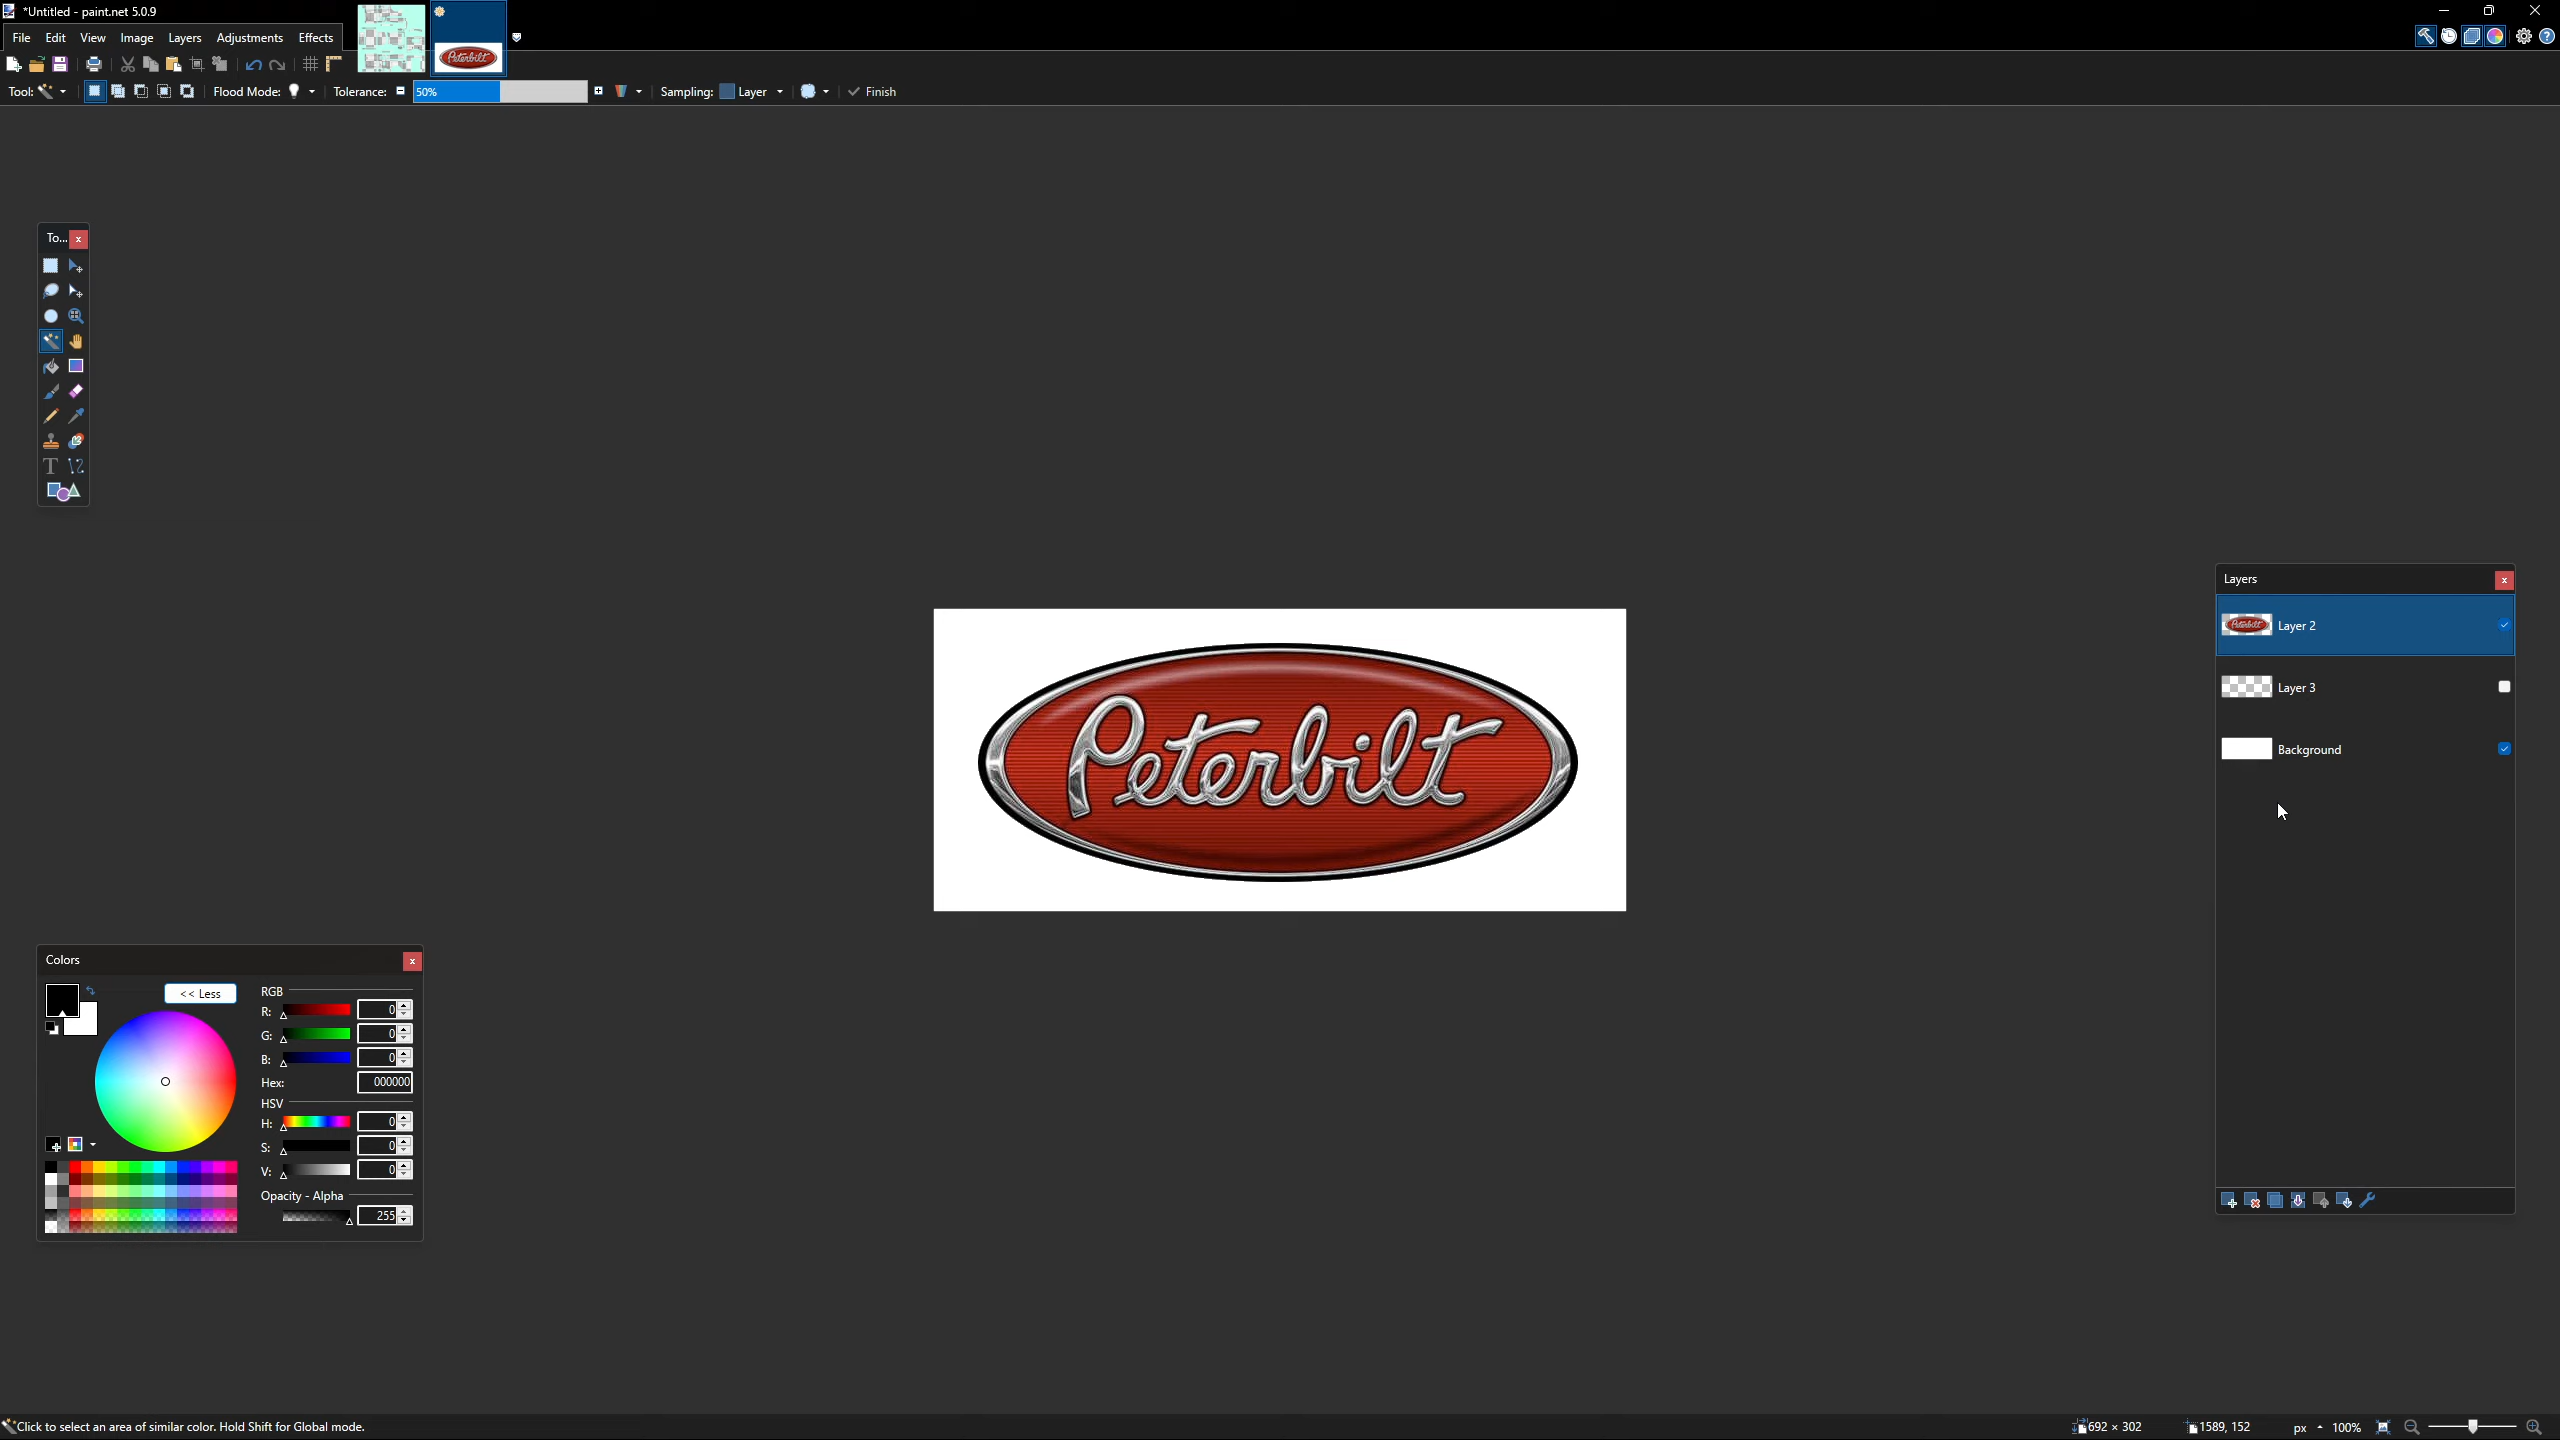 *Untitled - paint.net 5.0.9
File Edit View Image Layers Adjustments Effects
Tool: Flood Mode: Tolerance: 50% Sampling: Layer Finish
To...
Peterbilt
Peterbilt
Layers
Peterbilt Layer 2
Layer 3
Background
Colors
<< Less
RGB
R: 0
G: 0
B: 0
Hex: 000000
HSV
H: 0
S: 0
V: 0
Opacity - Alpha
255
Click to select an area of similar color. Hold Shift for Global mode.
692 × 302 1589, 152 px 100%